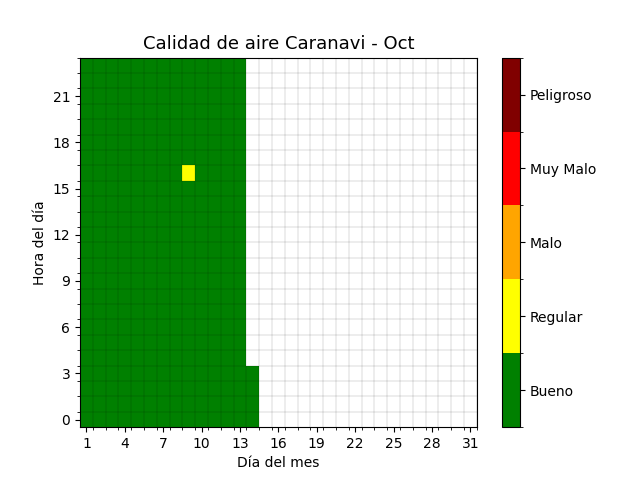 Calidad de aire Caranavi - Oct
Hora del día
21
18
15
12
9
6
3
0
1 4 7 10 13 16 19 22 25 28 31
Día del mes
Peligroso
Muy Malo
Malo
Regular
Bueno